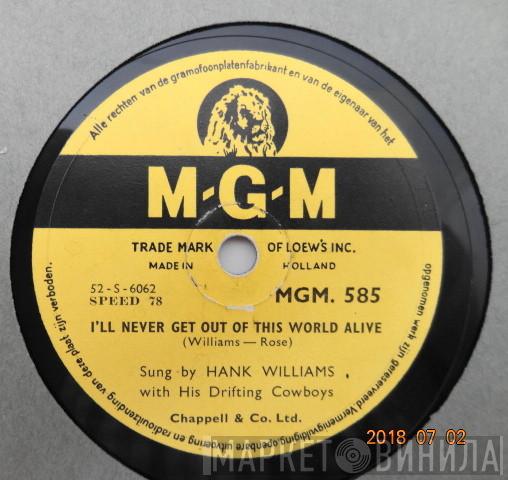 Alle rechten van de gramofoonplatenfabrikant en van de eigenaar van het
opgenomen werk zijn gereserveerd. Vermenigvuldiging,
openbare uitvoering en radiouitzending van deze plaat zijn verboden.
M-G-M
TRADE MARK OF LOEW'S INC.
MADE IN HOLLAND
52-S-6062
SPEED 78
MGM. 585
I'LL NEVER GET OUT OF THIS WORLD ALIVE
(Williams — Rose)
Sung by HANK WILLIAMS
with His Drifting Cowboys
Chappell & Co. Ltd.
2018 07 02
МАРКЕТ ВИНИЛА